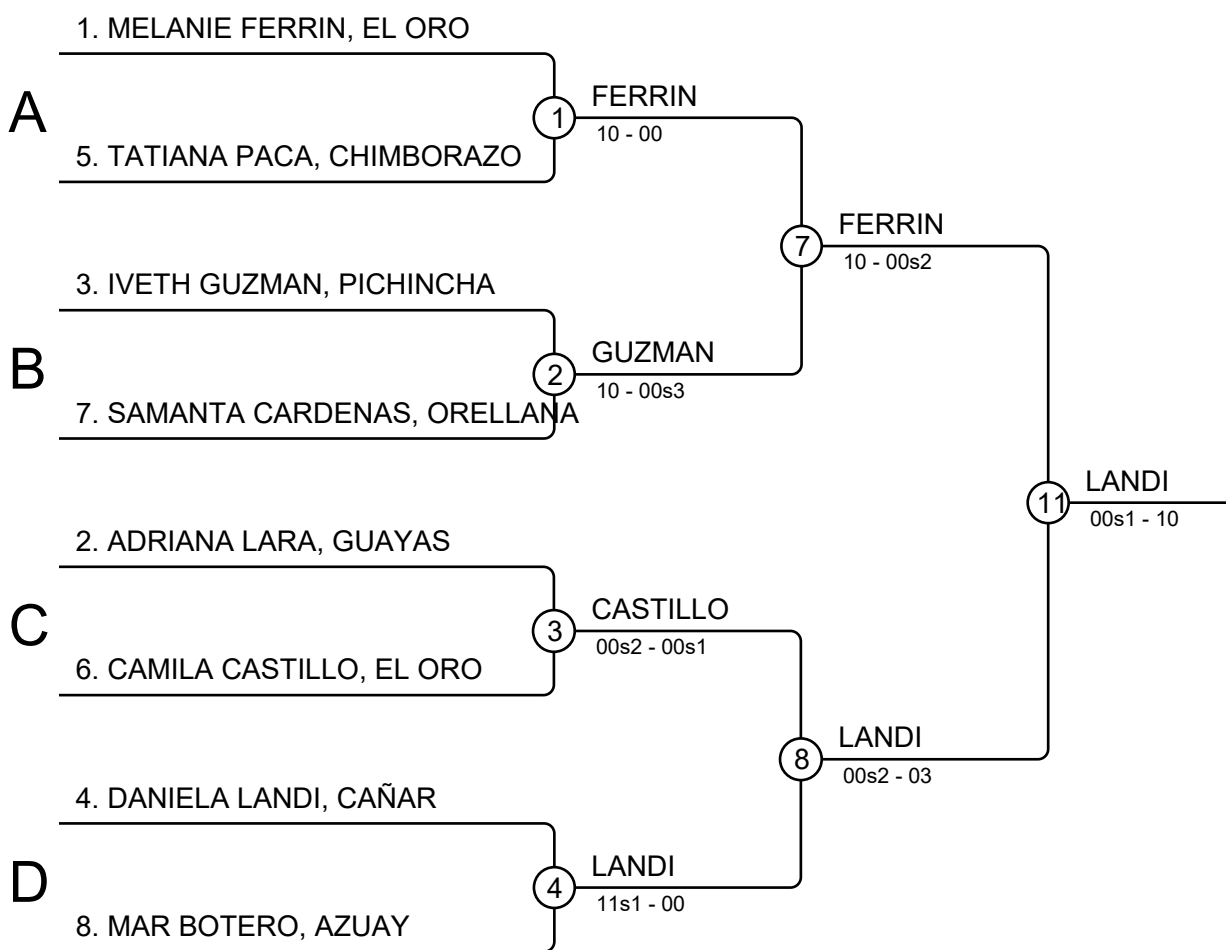 1. MELANIE FERRIN, EL ORO
A
1
FERRIN
10 - 00
5. TATIANA PACA, CHIMBORAZO
7
FERRIN
10 - 00s2
3. IVETH GUZMAN, PICHINCHA
B
2
GUZMAN
10 - 00s3
7. SAMANTA CARDENAS, ORELLANA
11
LANDI
00s1 - 10
2. ADRIANA LARA, GUAYAS
C
3
CASTILLO
00s2 - 00s1
6. CAMILA CASTILLO, EL ORO
8
LANDI
00s2 - 03
4. DANIELA LANDI, CAÑAR
D
4
LANDI
11s1 - 00
8. MAR BOTERO, AZUAY